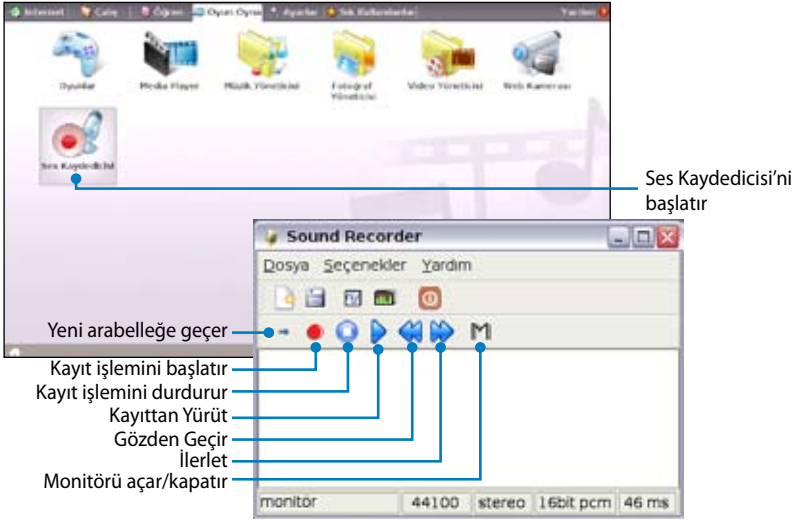 Internet Çalış Öğren Oyun Oyna Ayarlar Sık Kullanılanlar Yardım
Oyunlar Media Player Müzik Yöneticisi Fotoğraf Yöneticisi Video Yöneticisi Web Kamerası
Ses Kaydedicisi
Ses Kaydedicisi’ni
başlatır
Sound Recorder
Dosya Seçenekler Yardım
Yeni arabelleğe geçer
M
Kayıt işlemini başlatır
Kayıt işlemini durdurur
Kayıttan Yürüt
Gözden Geçir
İlerlet
Monitörü açar/kapatır
monitör 44100 stereo 16bit pcm 46 ms